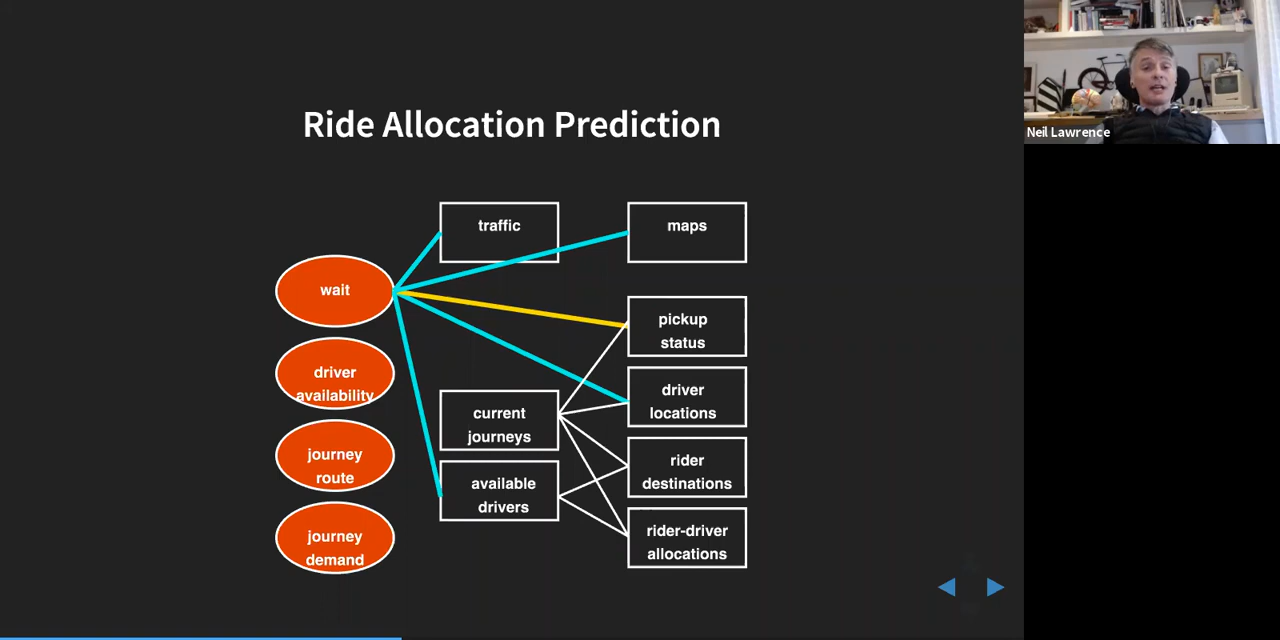 Ride Allocation Prediction
traffic
maps
wait
pickup
status
driver
availability
driver
locations
current
journeys
journey
route
rider
destinations
available
drivers
journey
demand
rider-driver
allocations
Neil Lawrence